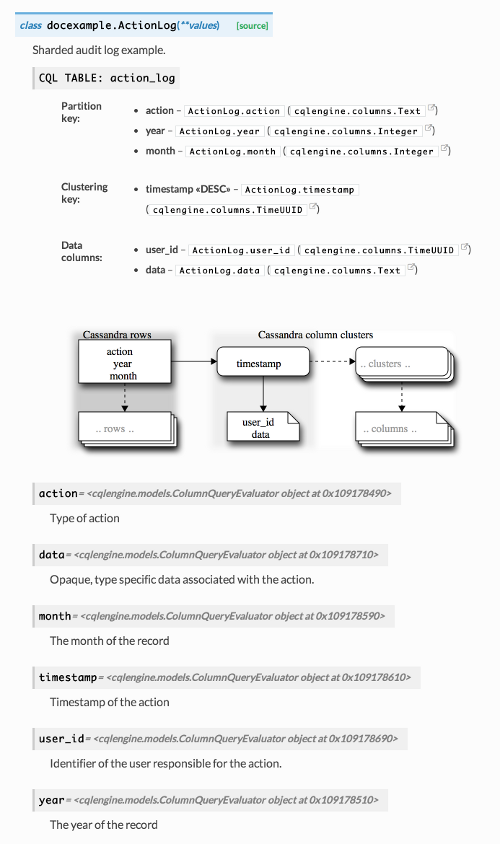 class docexample.ActionLog(**values) [source]
Sharded audit log example.
CQL TABLE: action_log
Partition key:
• action – ActionLog.action ( cqlengine.columns.Text )
• year – ActionLog.year ( cqlengine.columns.Integer )
• month – ActionLog.month ( cqlengine.columns.Integer )
Clustering key:
• timestamp «DESC» – ActionLog.timestamp
( cqlengine.columns.TimeUUID )
Data columns:
• user_id – ActionLog.user_id ( cqlengine.columns.TimeUUID )
• data – ActionLog.data ( cqlengine.columns.Text )
Cassandra rows
Cassandra column clusters
action
year
month
timestamp
.. clusters ..
.. rows ..
user_id
data
.. columns ..
action= <cqlengine.models.ColumnQueryEvaluator object at 0x109178490>
Type of action
data= <cqlengine.models.ColumnQueryEvaluator object at 0x109178710>
Opaque, type specific data associated with the action.
month= <cqlengine.models.ColumnQueryEvaluator object at 0x109178590>
The month of the record
timestamp= <cqlengine.models.ColumnQueryEvaluator object at 0x109178610>
Timestamp of the action
user_id= <cqlengine.models.ColumnQueryEvaluator object at 0x109178690>
Identifier of the user responsible for the action.
year= <cqlengine.models.ColumnQueryEvaluator object at 0x109178510>
The year of the record